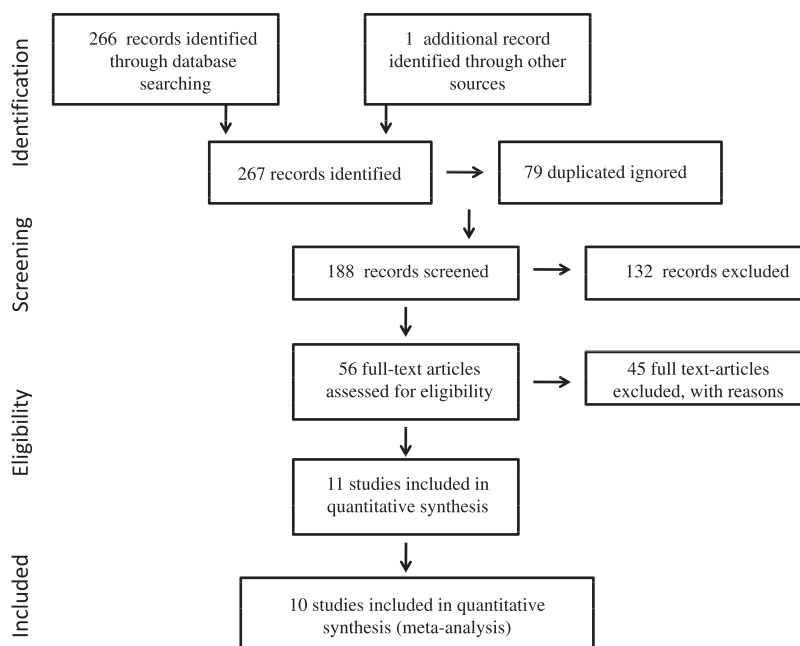 Identification
266 records identified
through database
searching
1 additional record
identified through other
sources
267 records identified
79 duplicated ignored
Screening
188 records screened
132 records excluded
Eligibility
56 full-text articles
assessed for eligibility
45 full text-articles
excluded, with reasons
11 studies included in
quantitative synthesis
Included
10 studies included in quantitative
synthesis (meta-analysis)